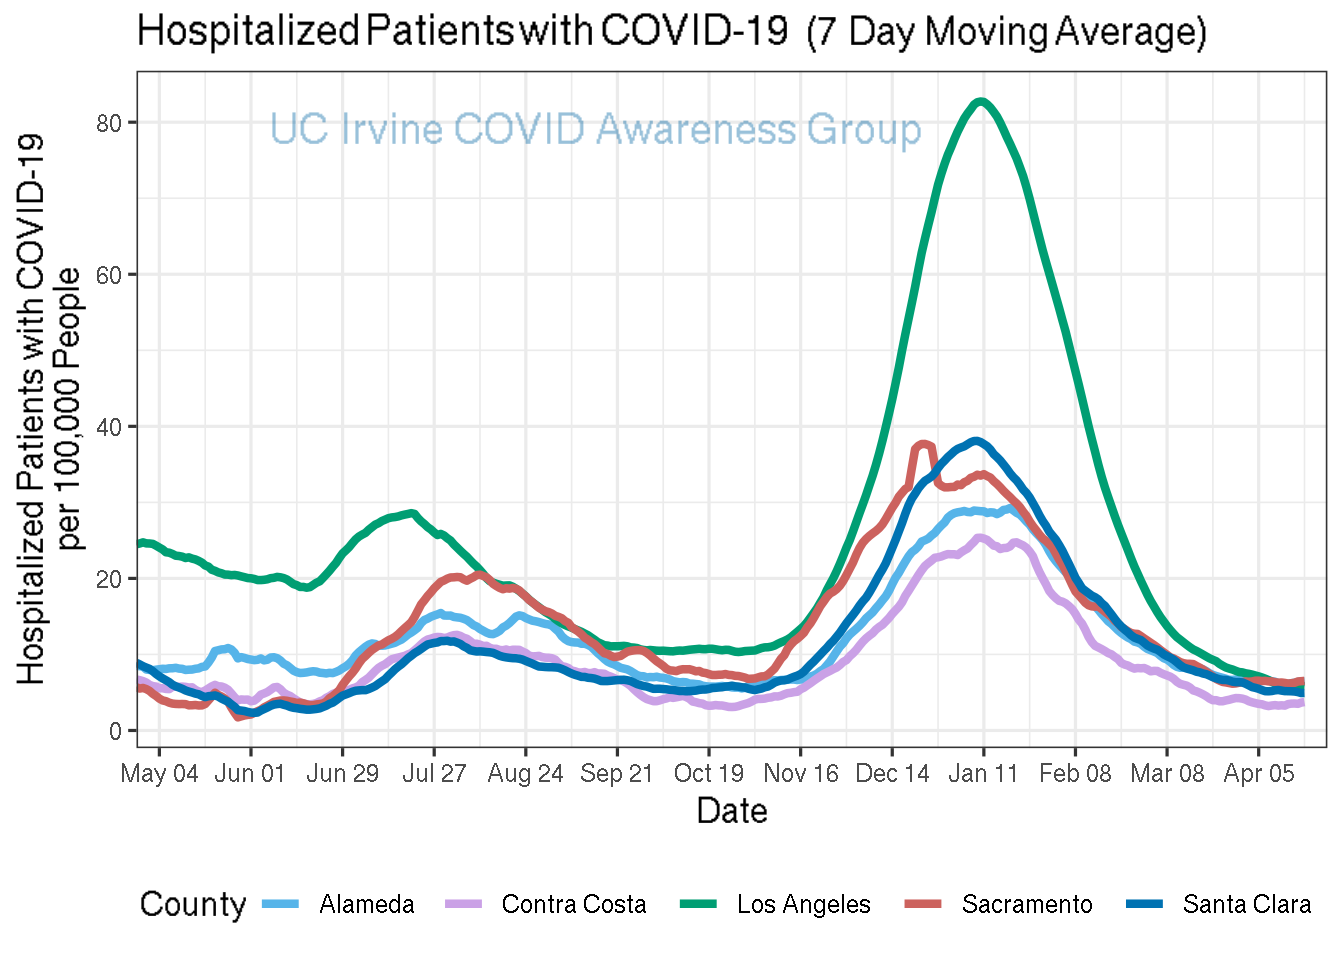 Hospitalized Patients with COVID-19 (7 Day Moving Average)
UC Irvine COVID Awareness Group
Hospitalized Patients with COVID-19
per 100,000 People
80
60
40
20
0
May 04 Jun 01 Jun 29 Jul 27 Aug 24 Sep 21 Oct 19 Nov 16 Dec 14 Jan 11 Feb 08 Mar 08 Apr 05
Date
County Alameda Contra Costa Los Angeles Sacramento Santa Clara